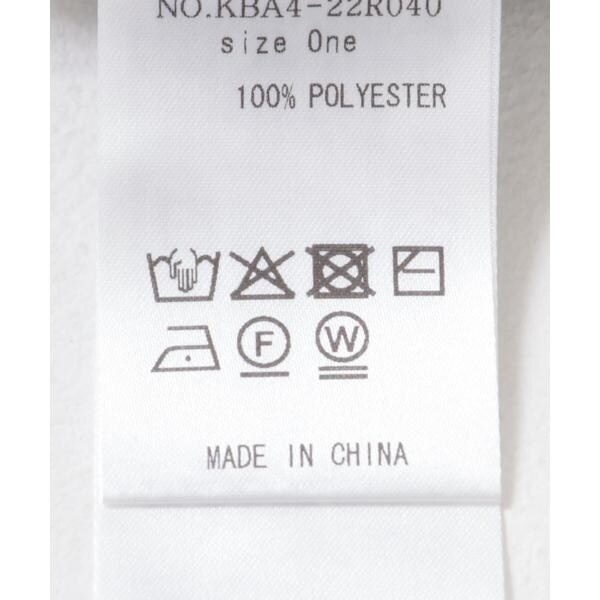 NO.KBA4-22R040
size One
100% POLYESTER
F W
MADE IN CHINA